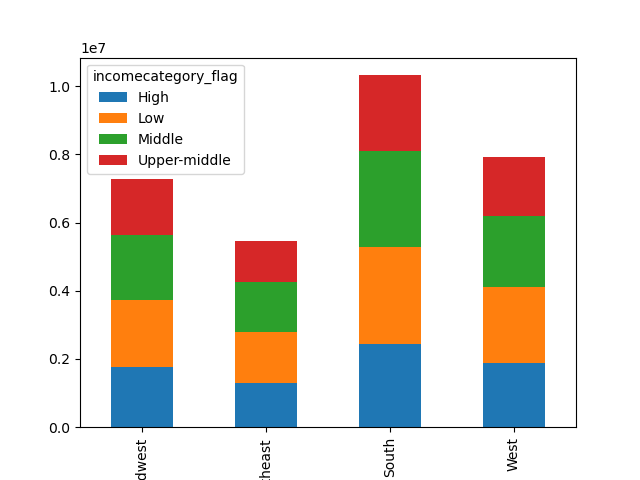 1e7
incomecategory_flag
High
Low
Middle
Upper-middle
1.0
0.8
0.6
0.4
0.2
0.0
dwest
heast
South
West